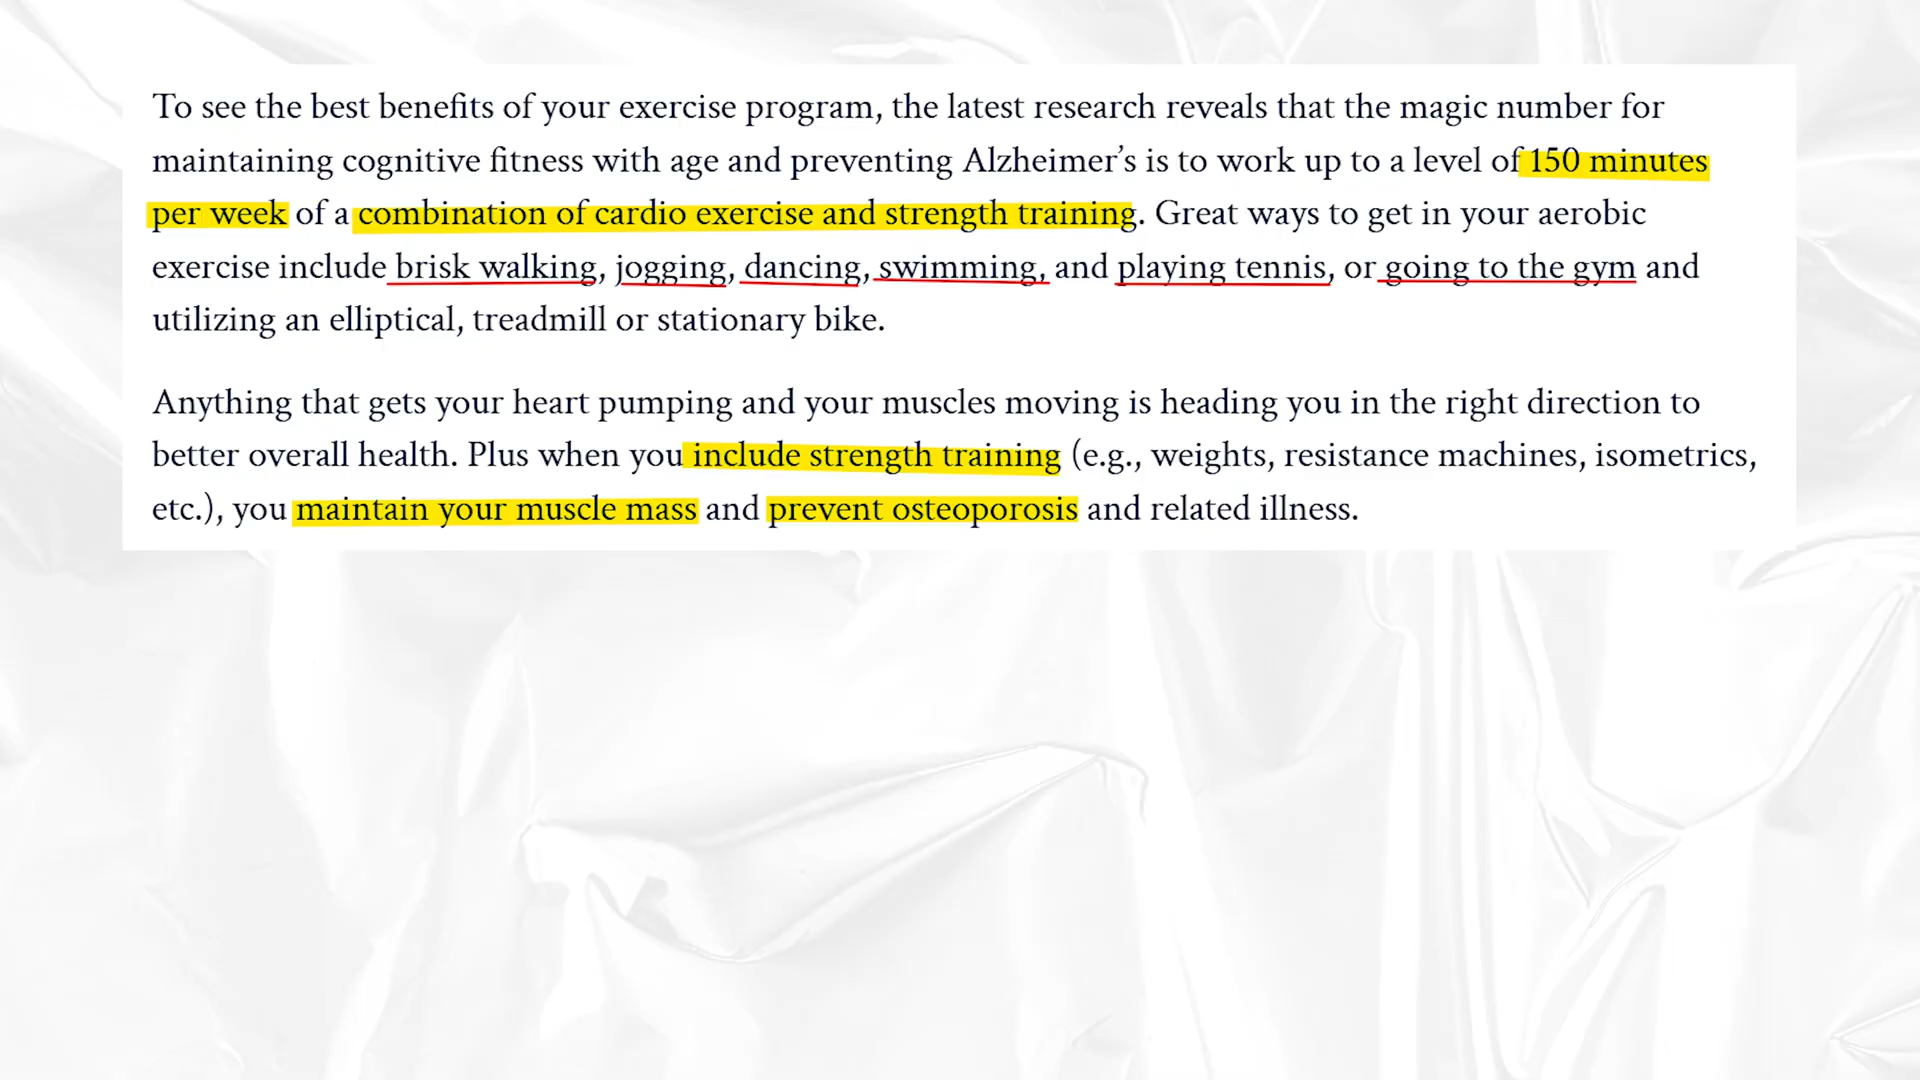 To see the best benefits of your exercise program, the latest research reveals that the magic number for
maintaining cognitive fitness with age and preventing Alzheimer’s is to work up to a level of 150 minutes
per week of a combination of cardio exercise and strength training. Great ways to get in your aerobic
exercise include brisk walking, jogging, dancing, swimming, and playing tennis, or going to the gym and
utilizing an elliptical, treadmill or stationary bike.
Anything that gets your heart pumping and your muscles moving is heading you in the right direction to
better overall health. Plus when you include strength training (e.g., weights, resistance machines, isometrics,
etc.), you maintain your muscle mass and prevent osteoporosis and related illness.